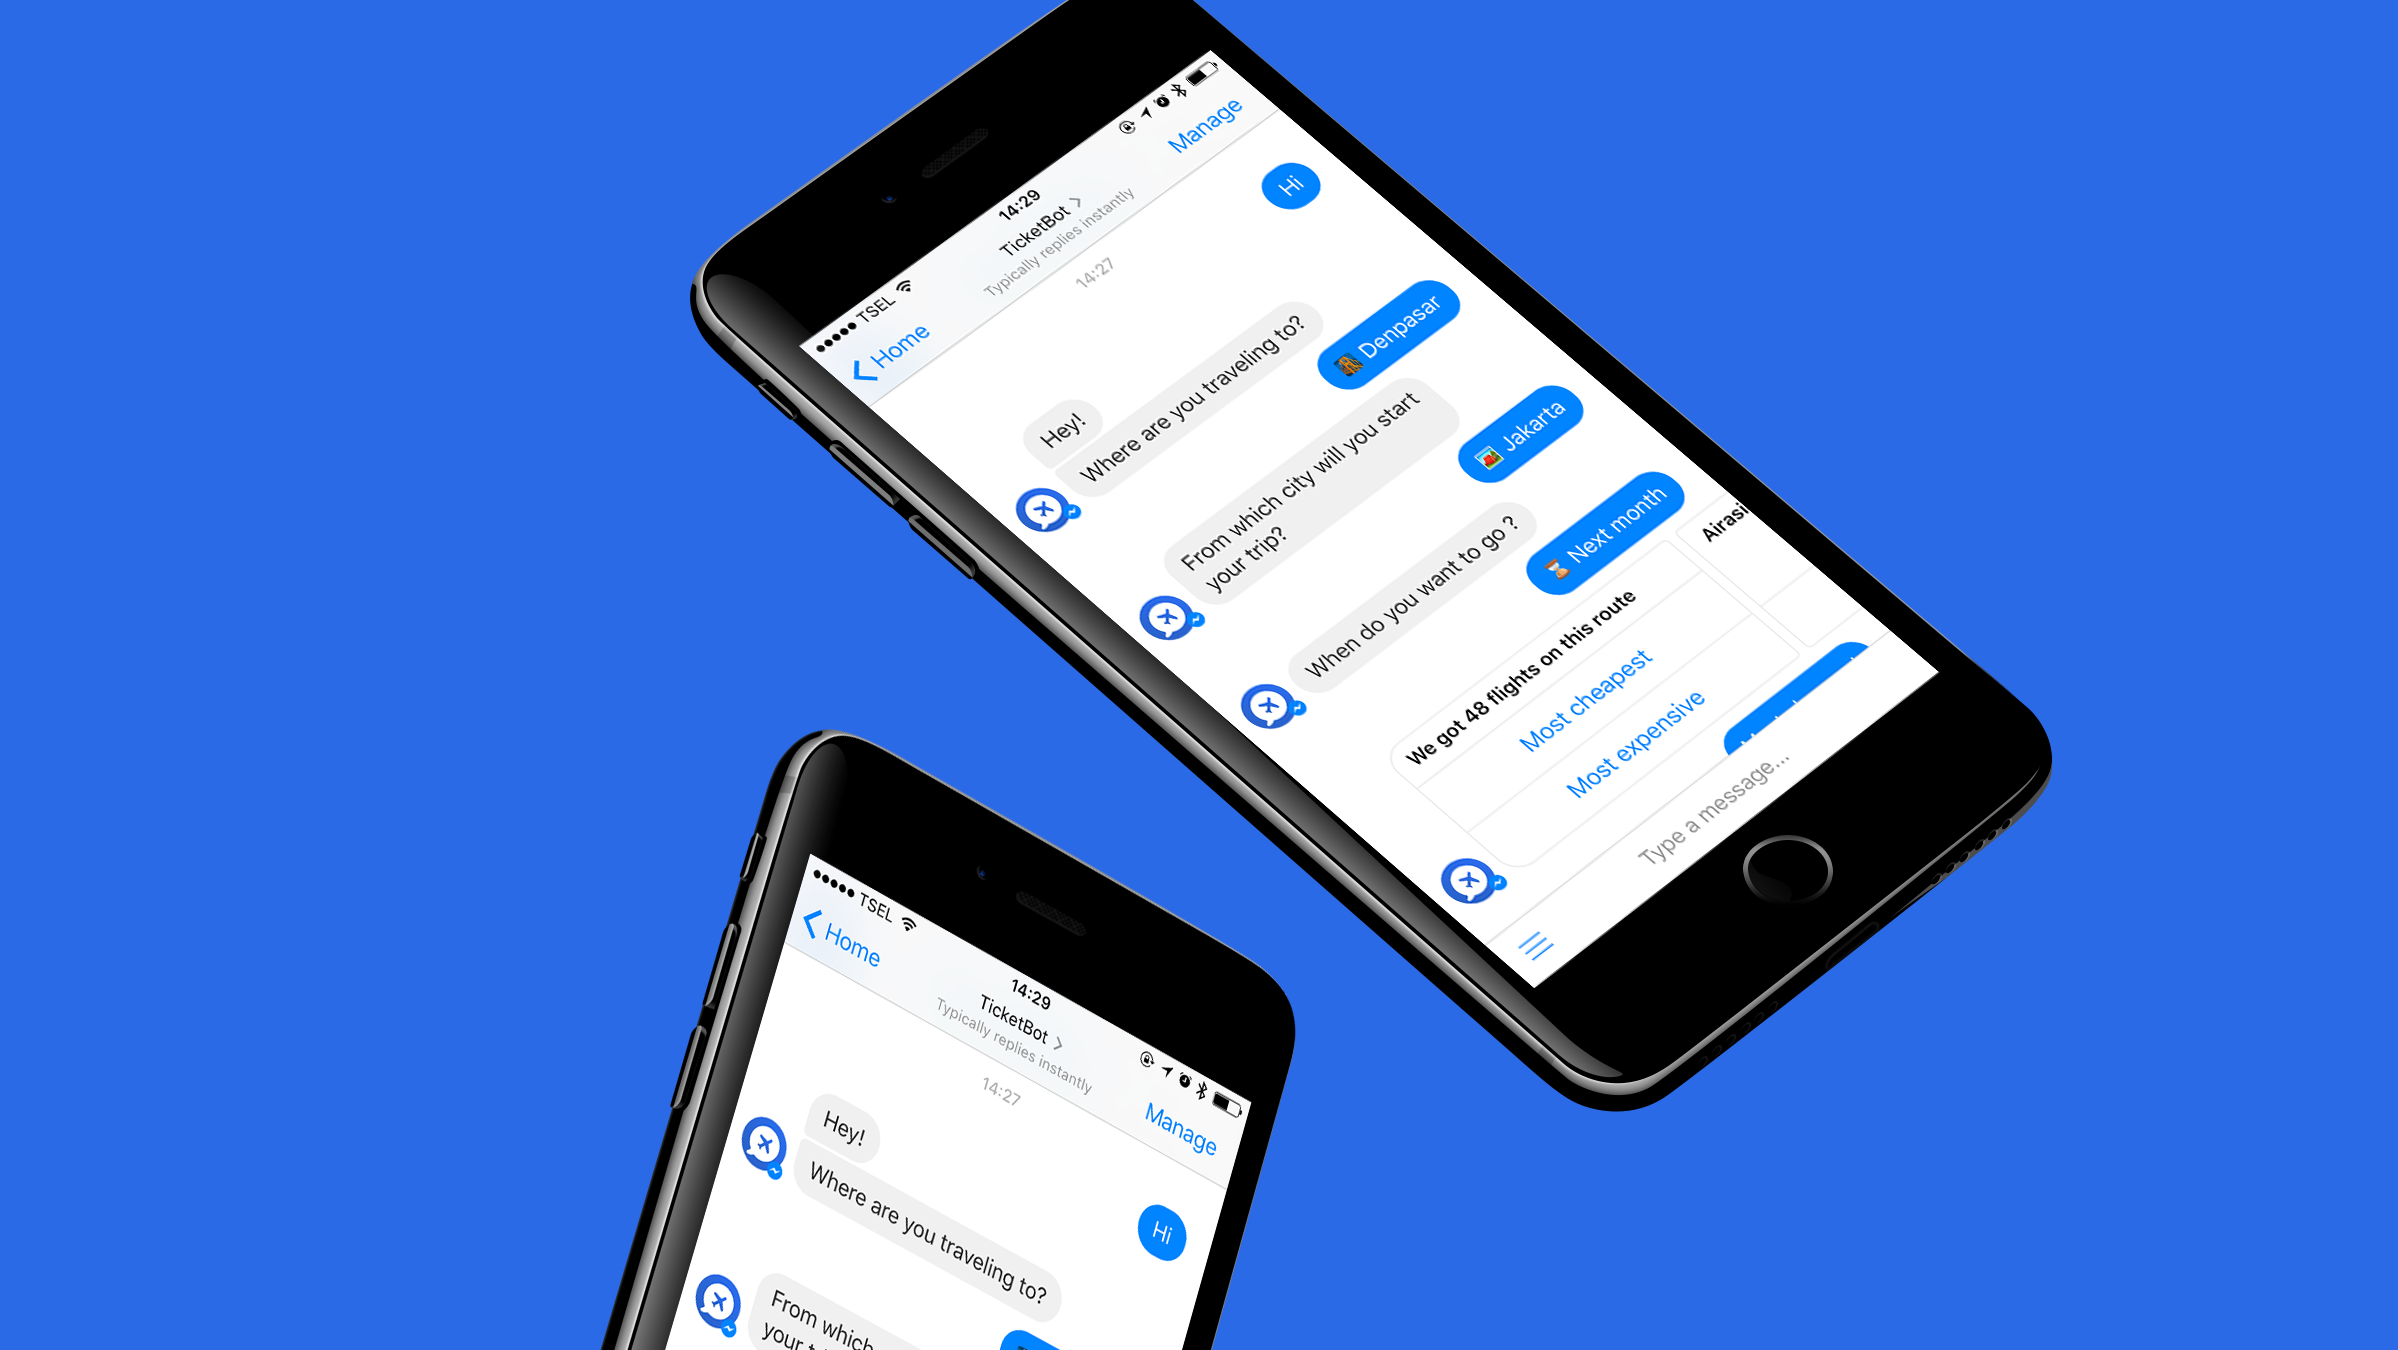 TSEL
14:29
Home
TicketBot
Manage
Typically replies instantly
14:27
Hi
Hey!
Where are you traveling to?
Denpasar
From which city will you start
your trip?
Jakarta
When do you want to go ?
Next month
We got 48 flights on this route
Most cheapest
Most expensive
Type a message...
TSEL
14:29
Home
TicketBot
Manage
Typically replies instantly
14:27
Hi
Hey!
Where are you traveling to?
From which
your